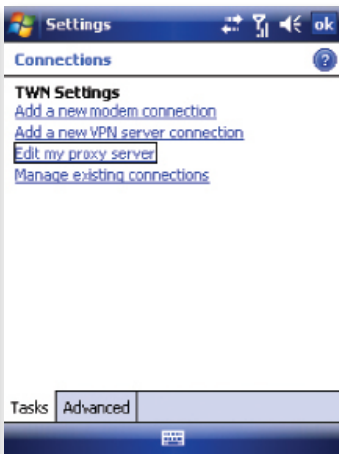 Settings ok
Connections ?
TWN Settings
Add a new modem connection
Add a new VPN server connection
Edit my proxy server
Manage existing connections
Tasks Advanced